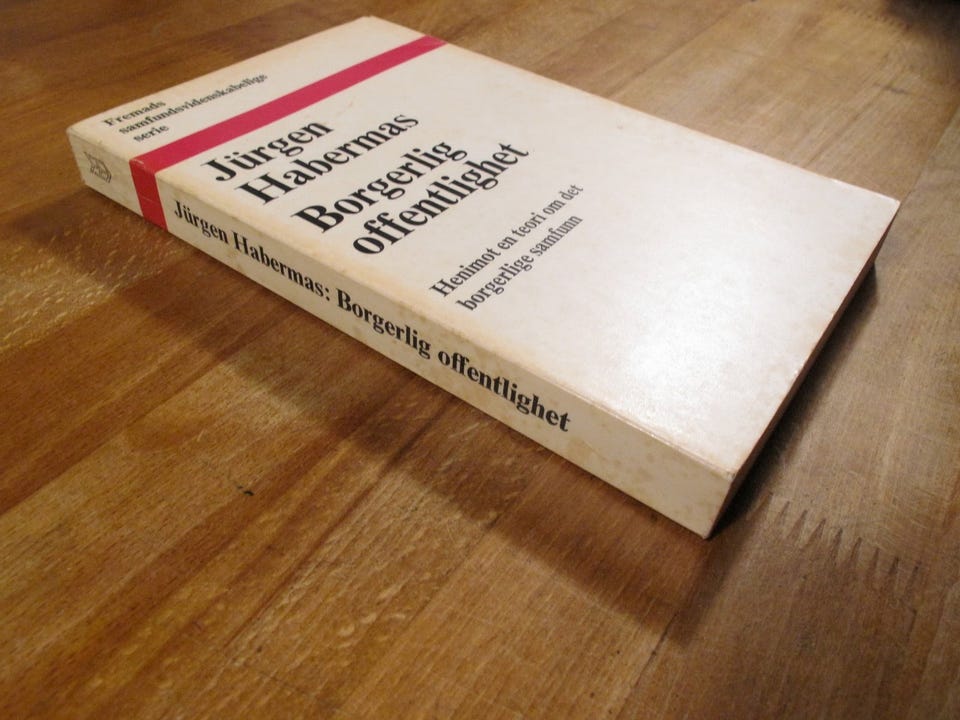 Fremads
samfundsvidenskabelige
serie
Jürgen
Habermas
Borgerlig
offentlighet
Henimot en teori om det
borgerlige samfunn
Jürgen Habermas: Borgerlig offentlighet